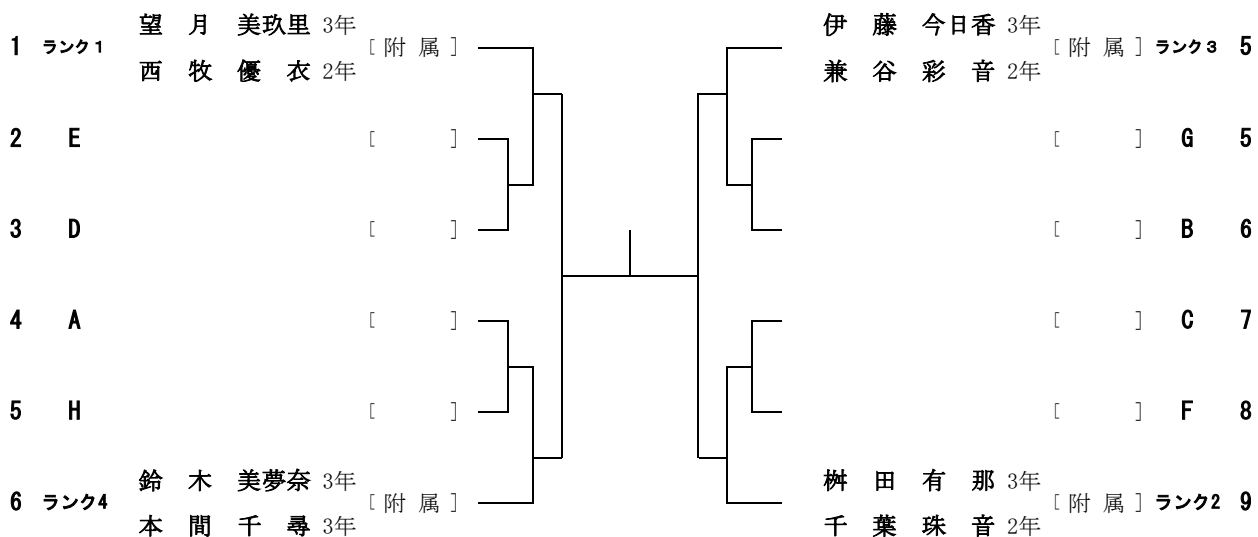 望 月 美玖里 3年
1 ランク1 [ 附 属 ]
西 牧 優 衣 2年
2 E [ ]
3 D [ ]
4 A [ ]
5 H [ ]
鈴 木 美夢奈 3年
6 ランク4 [ 附 属 ]
本 間 千 尋 3年
伊 藤 今日香 3年
[ 附 属 ] ランク3 5
兼 谷 彩 音 2年
[ ] G 5
[ ] B 6
[ ] C 7
[ ] F 8
桝 田 有 那 3年
[ 附 属 ] ランク2 9
千 葉 珠 音 2年